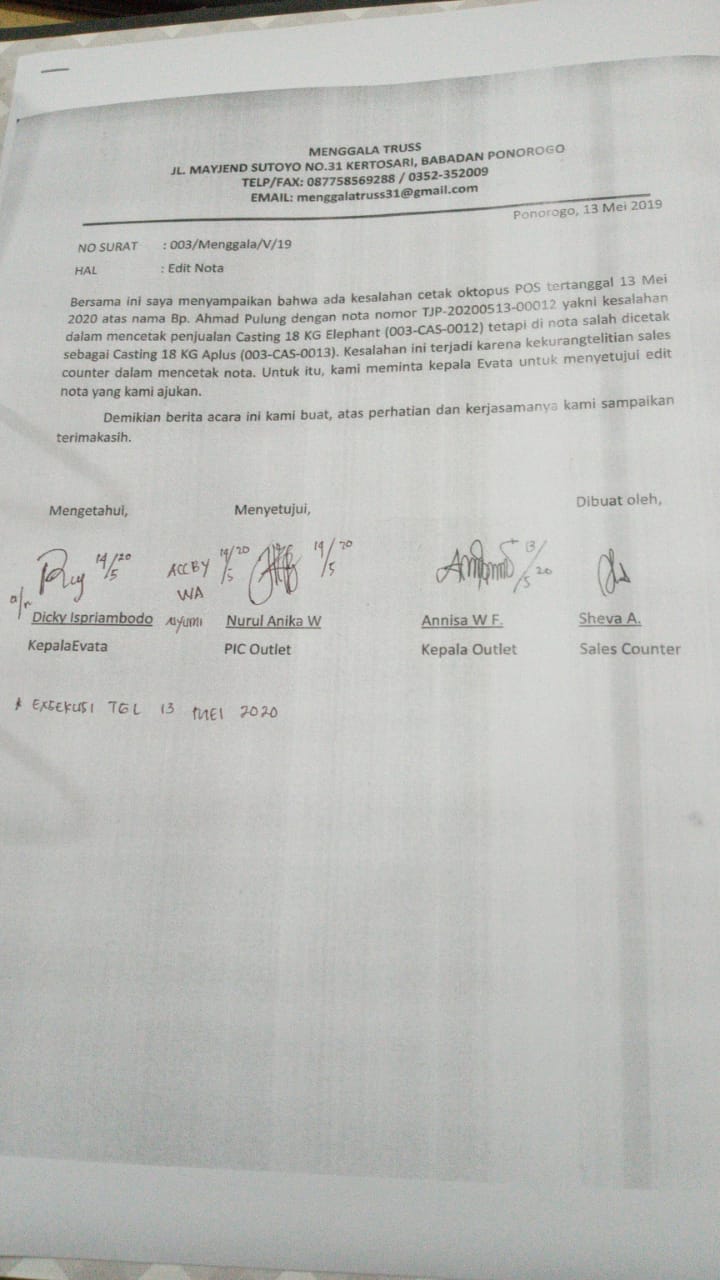 MENGGALA TRUSS
JL. MAYJEND SUTOYO NO.31 KERTOSARI, BABADAN PONOROGO
TELP/FAX: 087758569288 / 0352-352009
EMAIL: menggalatruss31@gmail.com
Ponorogo, 13 Mei 2019
NO SURAT : 003/Menggala/V/19
HAL : Edit Nota
Bersama ini saya menyampaikan bahwa ada kesalahan cetak oktopus POS tertanggal 13 Mei
2020 atas nama Bp. Ahmad Pulung dengan nota nomor TJP-20200513-00012 yakni kesalahan
dalam mencetak penjualan Casting 18 KG Elephant (003-CAS-0012) tetapi di nota salah dicetak
sebagai Casting 18 KG Aplus (003-CAS-0013). Kesalahan ini terjadi karena kekurangtelitian sales
counter dalam mencetak nota. Untuk itu, kami meminta kepala Evata untuk menyetujui edit
nota yang kami ajukan.
Demikian berita acara ini kami buat, atas perhatian dan kerjasamanya kami sampaikan
terimakasih.
Mengetahui, Menyetujui, Dibuat oleh,
14/5 20 ACC BY WA 14/5 20 14/5 20 13/5 20
a/n Dicky Ispriambodo Ayumi Nurul Anika W Annisa W F. Sheva A.
KepalaEvata PIC Outlet Kepala Outlet Sales Counter
* EXSEKUSI TGL 13 MEI 2020